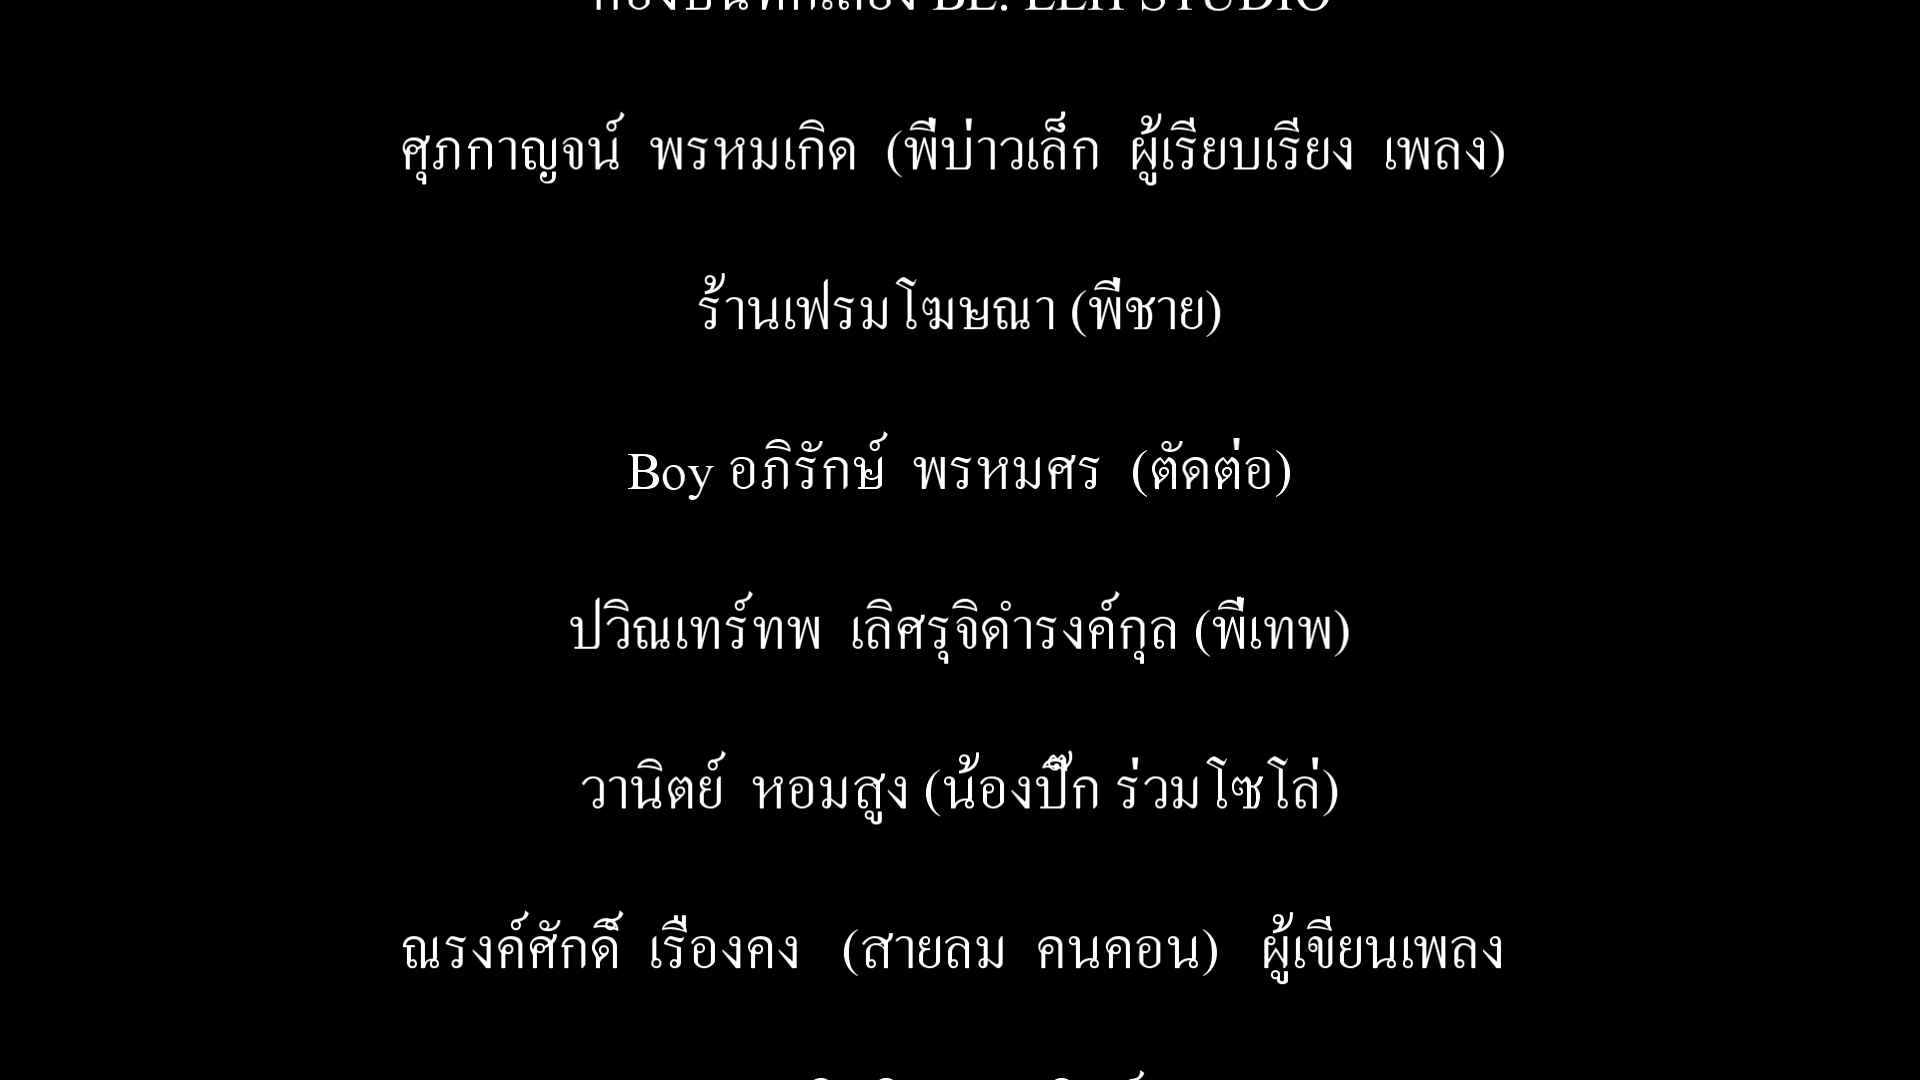 STUDIO
ศุภกาญจน์ พรหมเกิด (พี่บ่าวเล็ก ผู้เรียบเรียง เพลง)
ร้านเฟรมโฆษณา (พี่ชาย)
Boy อภิรักษ์ พรหมศร (ตัดต่อ)
ปวิณเทร์ทพ เลิศรุจิดำรงค์กุล (พี่เทพ)
วานิตย์ หอมสูง (น้องปิ๊ก ร่วมโซโล่)
ณรงค์ศักดิ์ เรืองคง (สายลม คนคอน) ผู้เขียนเพลง